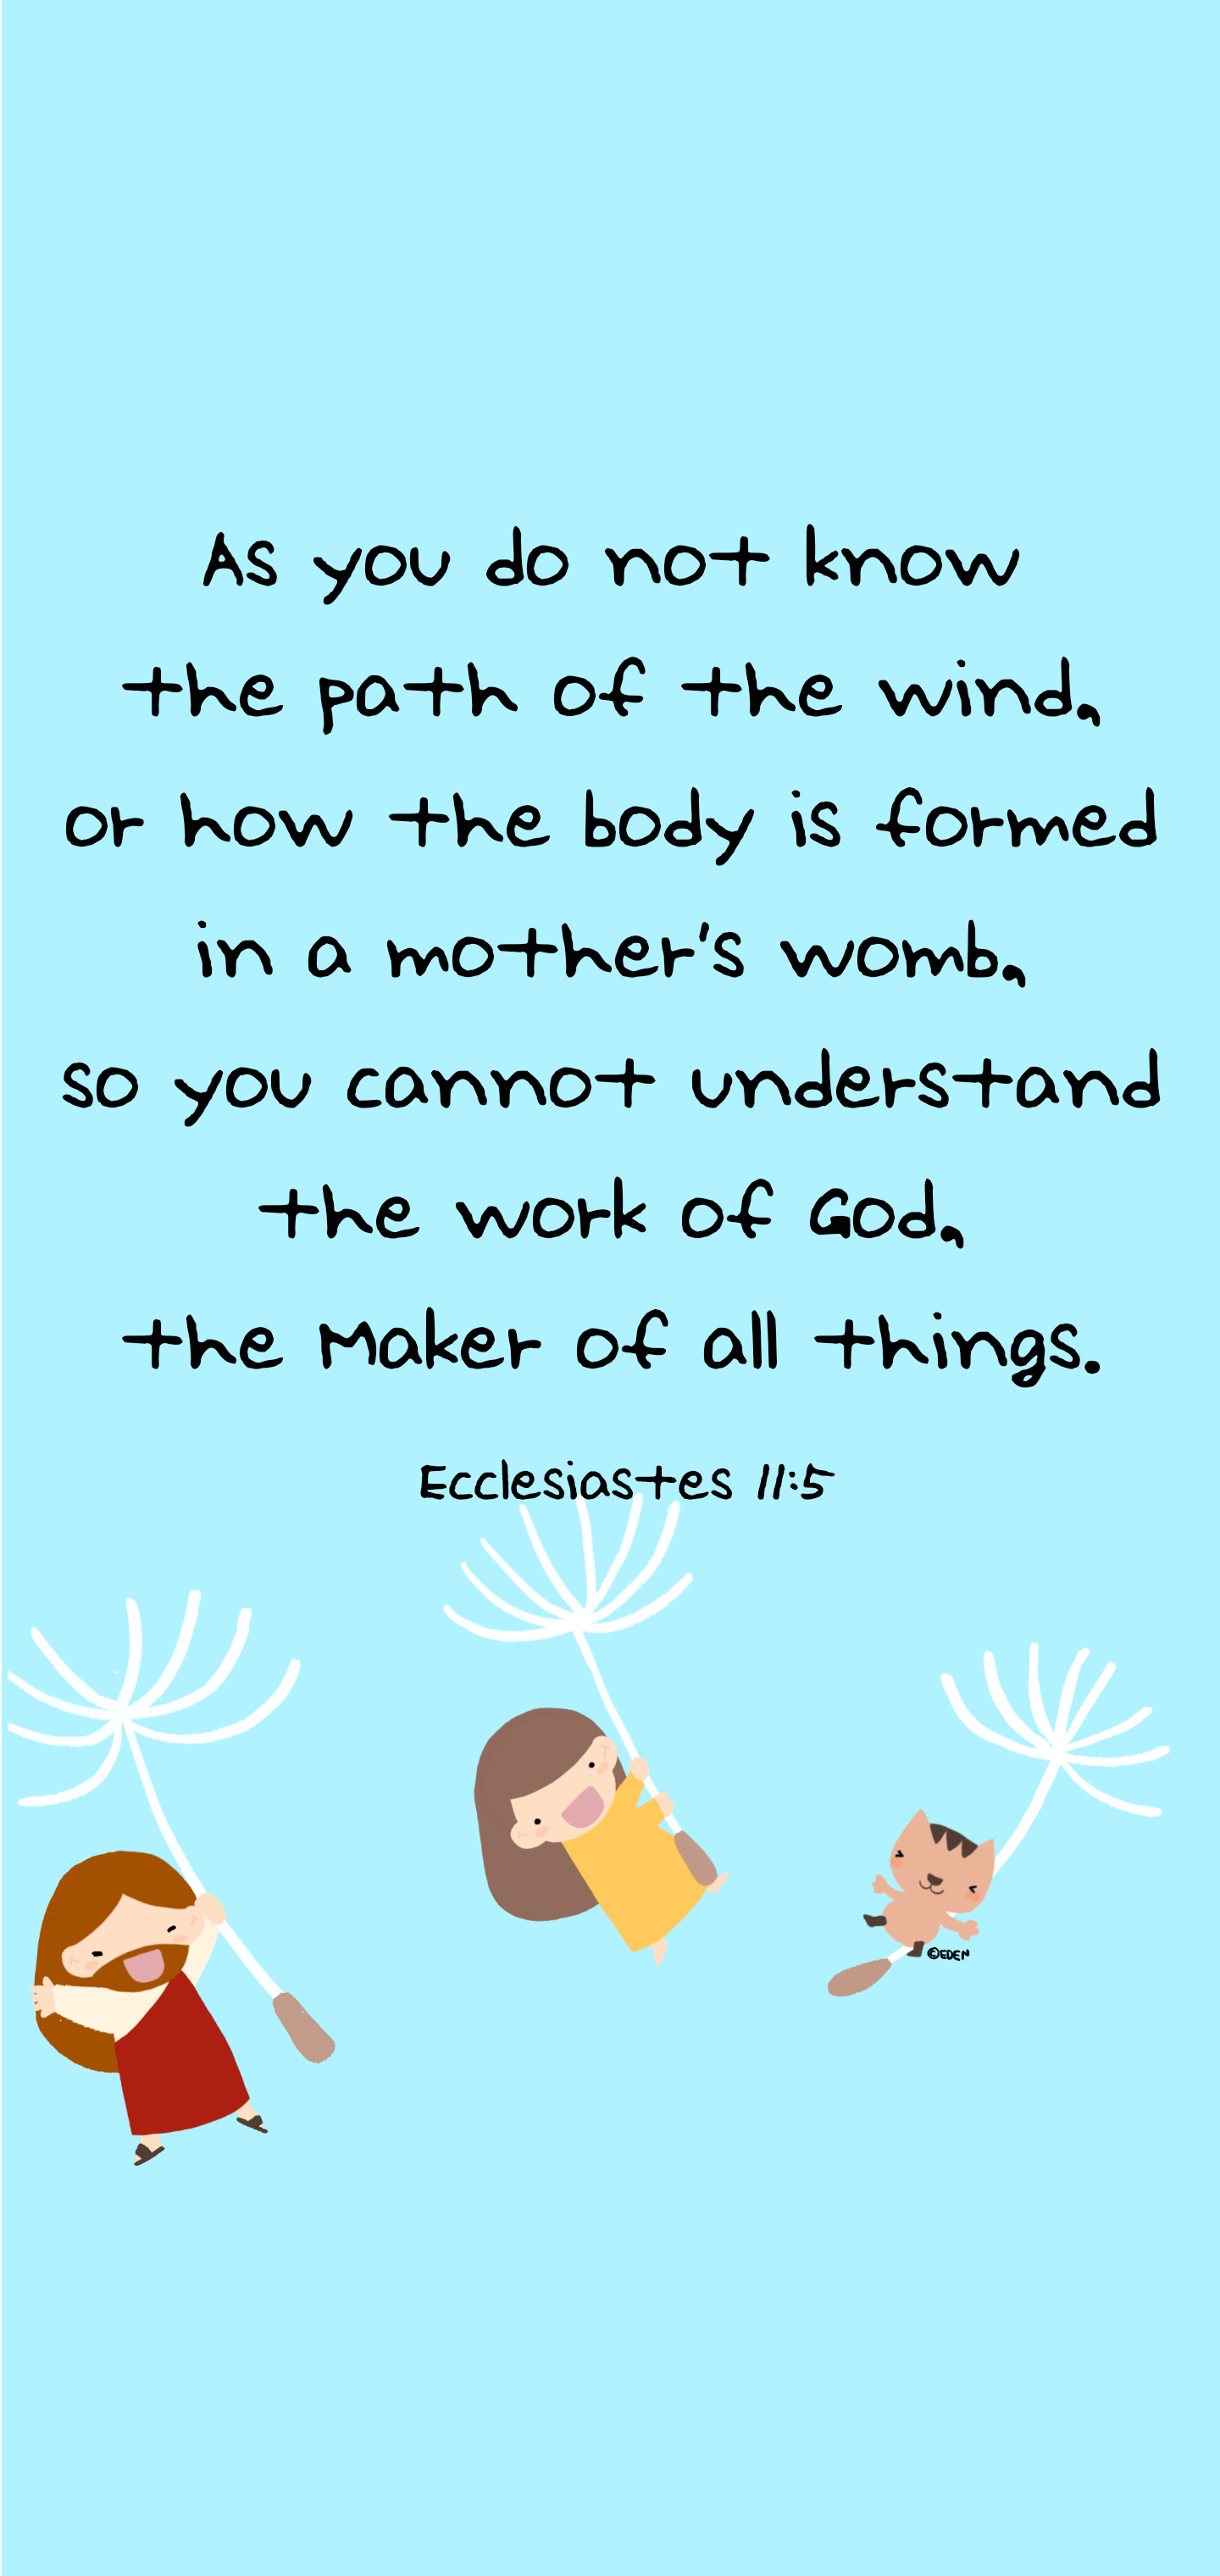 As you do not know
the path of the wind,
or how the body is formed
in a mother's womb,
so you cannot understand
the work of God,
the Maker of all things.
Ecclesiastes 11:5
©EDEN